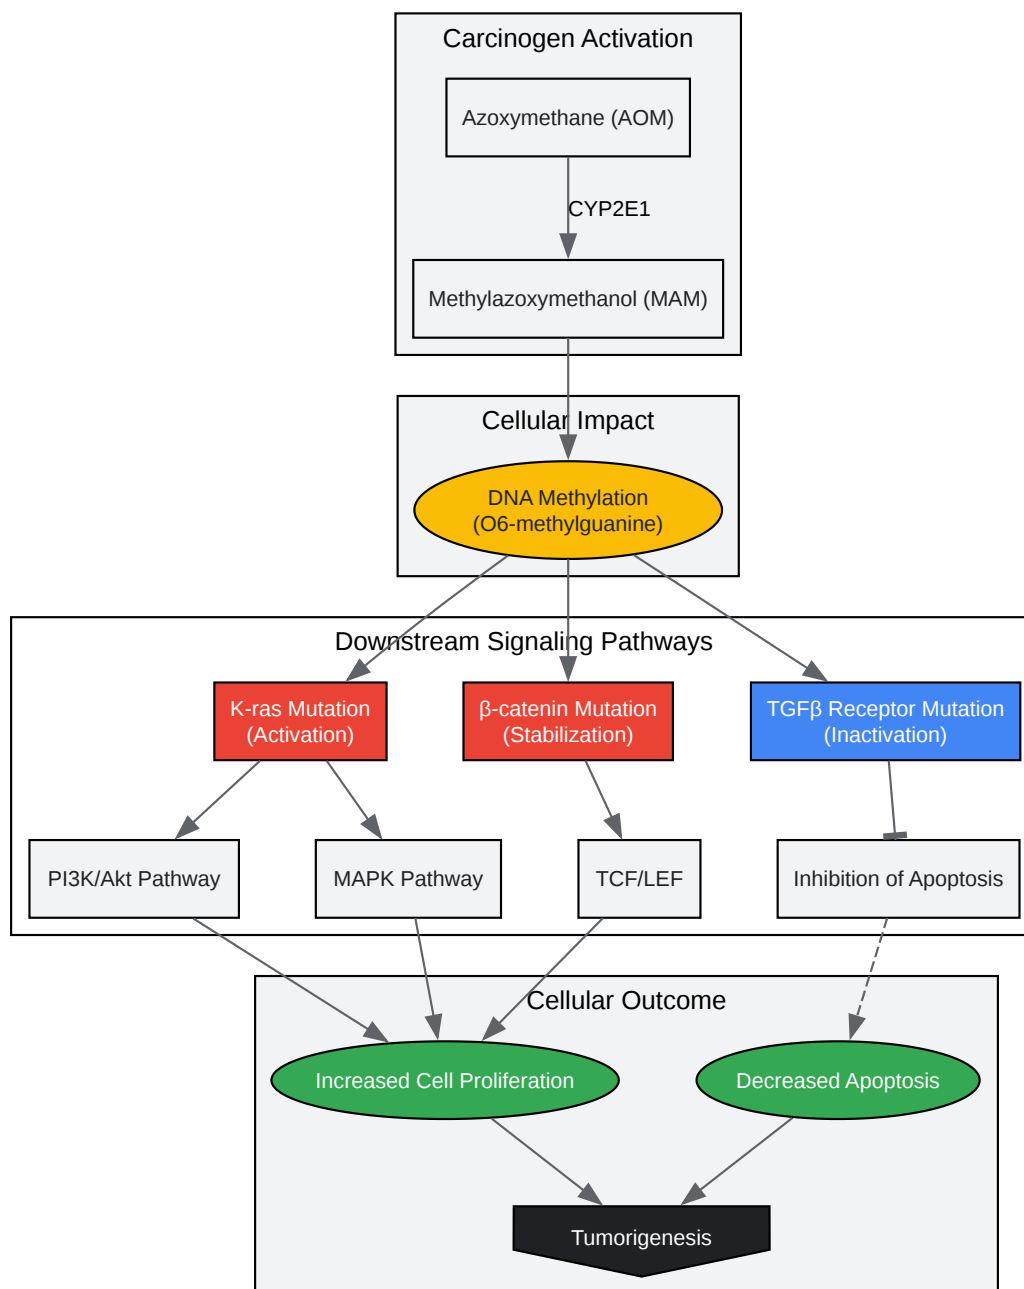 Carcinogen Activation
Azoxymethane (AOM)
CYP2E1
Methylazoxymethanol (MAM)
Cellular Impact
DNA Methylation
(O6-methylguanine)
Downstream Signaling Pathways
K-ras Mutation
(Activation)
β-catenin Mutation
(Stabilization)
TGFβ Receptor Mutation
(Inactivation)
PI3K/Akt Pathway
MAPK Pathway
TCF/LEF
Inhibition of Apoptosis
Cellular Outcome
Increased Cell Proliferation
Decreased Apoptosis
Tumorigenesis